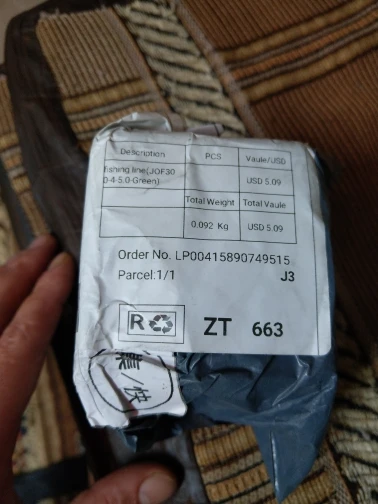 Description PCS Vaule/USD
fishing line(JOF30
0-4-5.0-Green) USD 5.09
Total Weight Total Vaule
0.092 Kg USD 5.09
Order No. LP00415890749515
Parcel:1/1 J3
R ZT 663